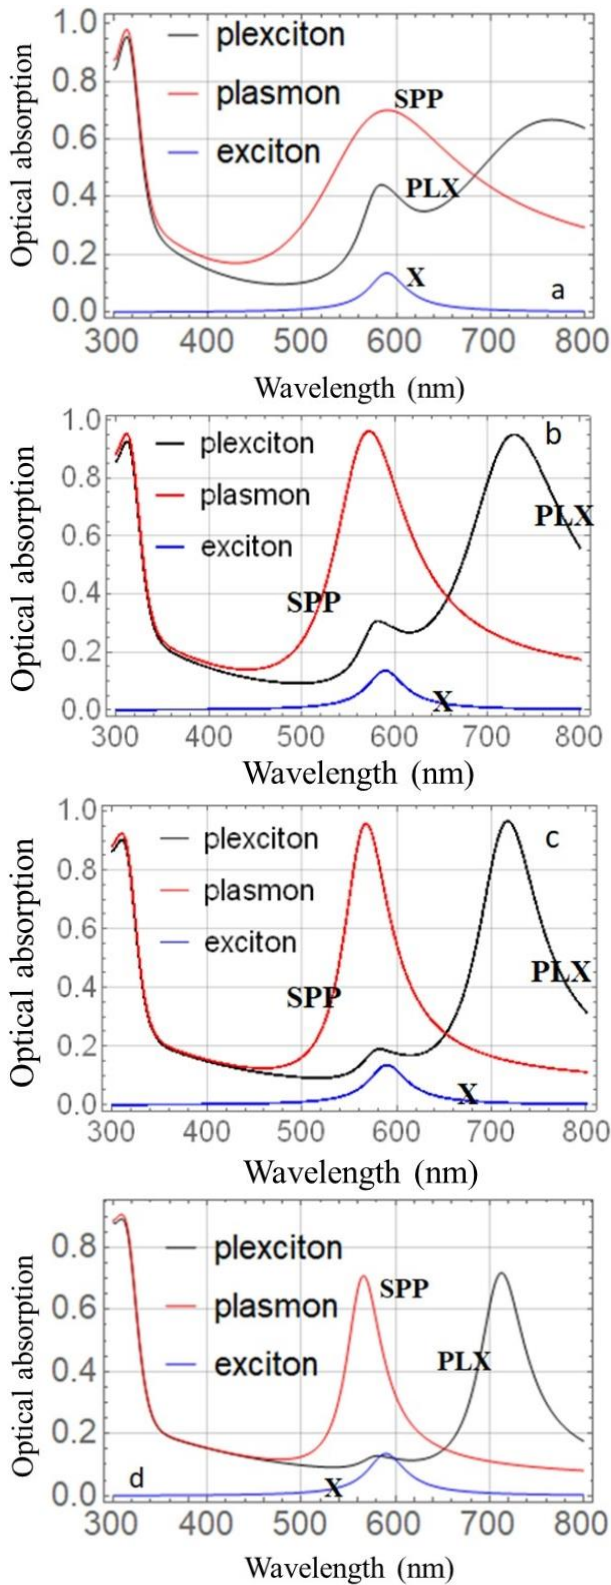 1.0
plexciton
0.8
plasmon
SPP
0.6
exciton
0.4
PLX
0.2
X
0.0
a
300 400 500 600 700 800
Optical absorption
Wavelength (nm)
1.0
plexciton
b
0.8
plasmon
PLX
0.6
exciton
SPP
0.4
0.2
X
0.0
300 400 500 600 700 800
Optical absorption
Wavelength (nm)
1.0
plexciton
c
0.8
plasmon
0.6
exciton
PLX
SPP
0.4
0.2
X
0.0
300 400 500 600 700 800
Optical absorption
Wavelength (nm)
plexciton
0.8
plasmon
SPP
0.6
exciton
PLX
0.4
0.2
d
X
0.0
300 400 500 600 700 800
Optical absorption
Wavelength (nm)